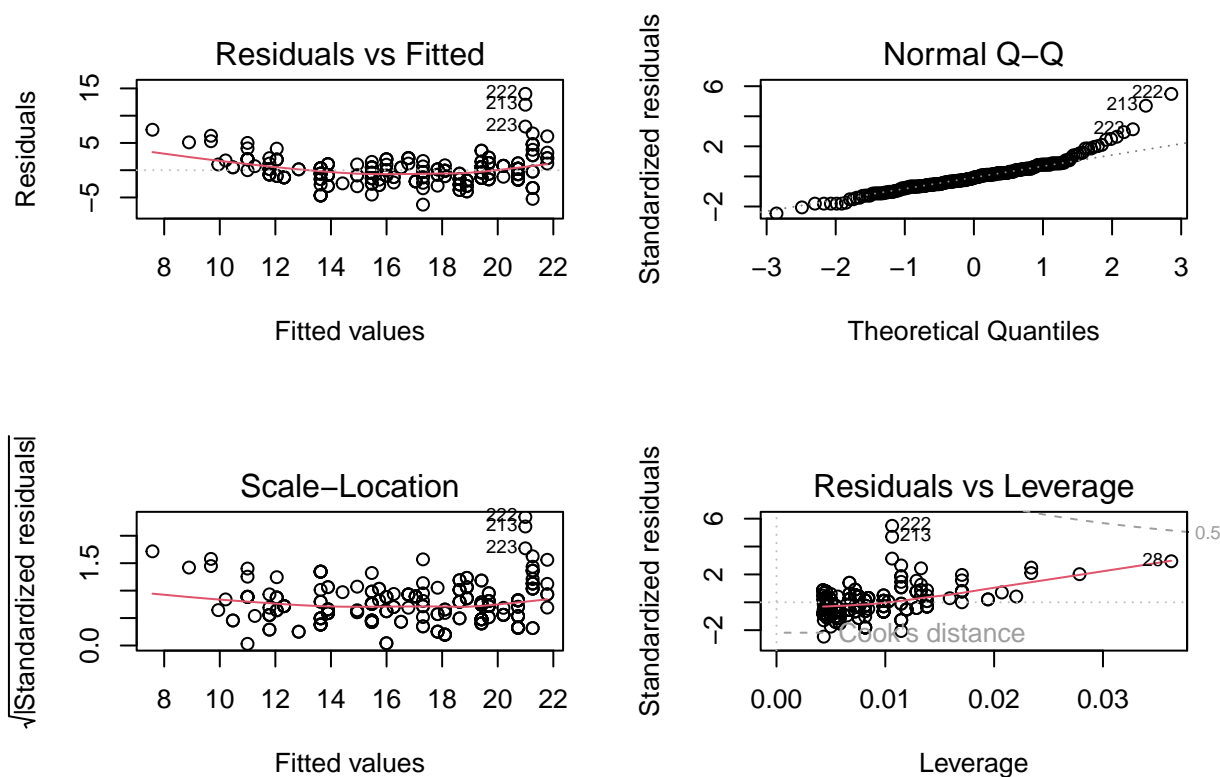 Residuals vs Fitted
Residuals
15
5
−5
222
213
223
8 10 12 14 16 18 20 22
Fitted values
Normal Q−Q
Standardized residuals
6
2
−2
222
213
223
−3 −2 −1 0 1 2 3
Theoretical Quantiles
Scale−Location
√|Standardized residuals|
1.5
0.0
222
213
223
8 10 12 14 16 18 20 22
Fitted values
Residuals vs Leverage
Standardized residuals
6
2
−2
222
213
28
0.5
Cook's distance
0.00 0.01 0.02 0.03
Leverage